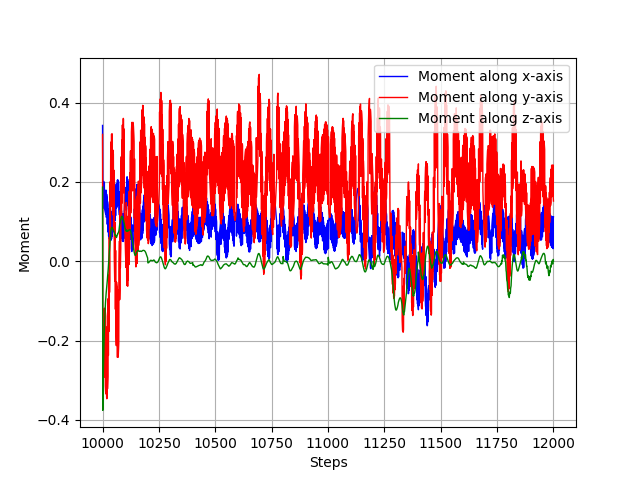 Moment along x-axis
Moment along y-axis
Moment along z-axis
0.4
0.2
0.0
−0.2
−0.4
Moment
10000 10250 10500 10750 11000 11250 11500 11750 12000
Steps